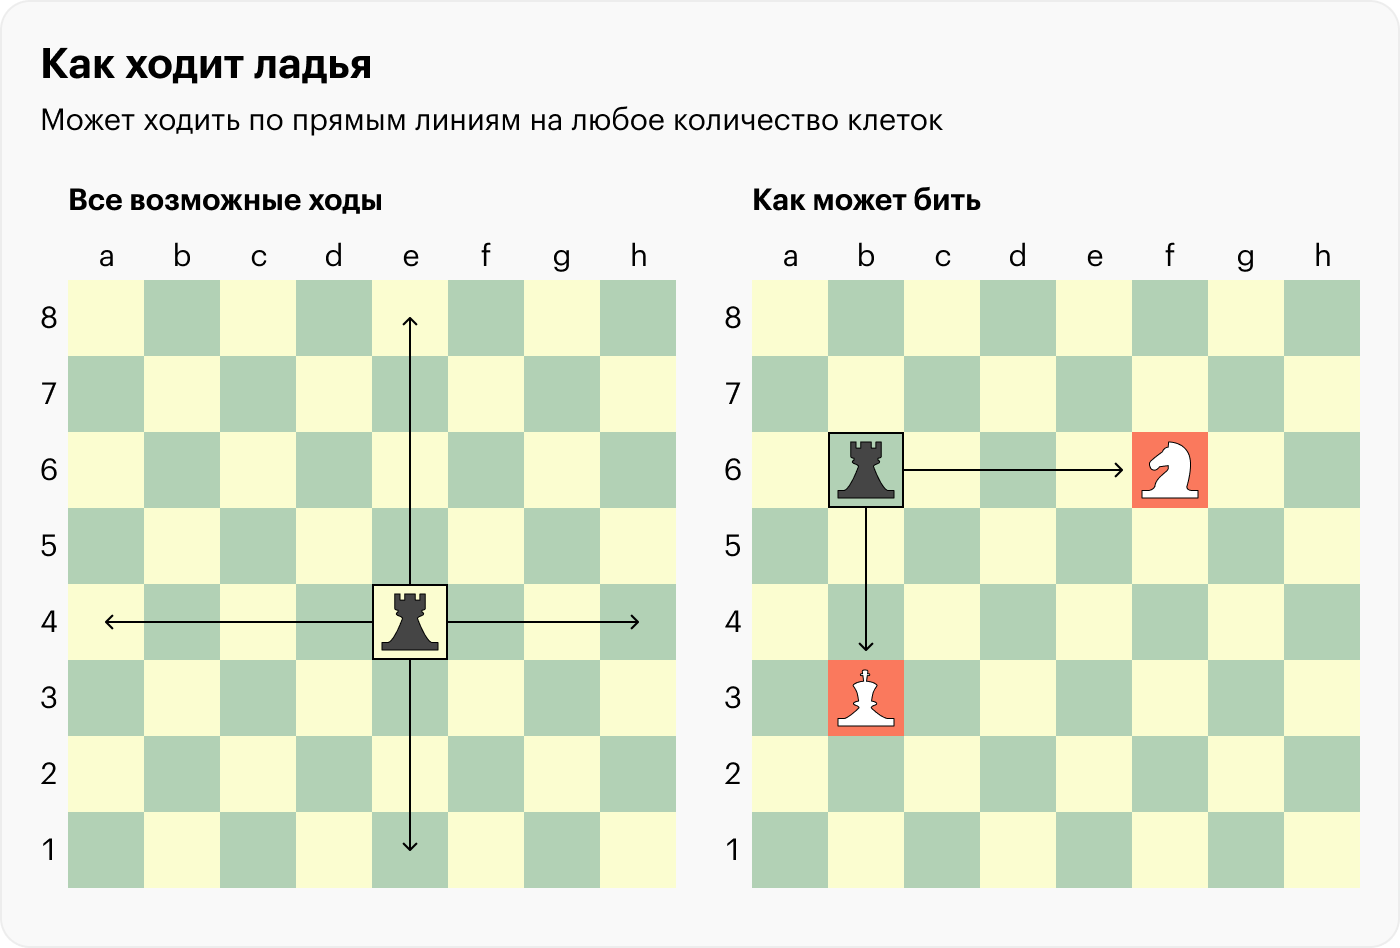 Как ходит ладья
Может ходить по прямым линиям на любое количество клеток
Все возможные ходы
a b c d e f g h
8
7
6
5
4
3
2
1
Как может бить
a b c d e f g h
8
7
6
5
4
3
2
1